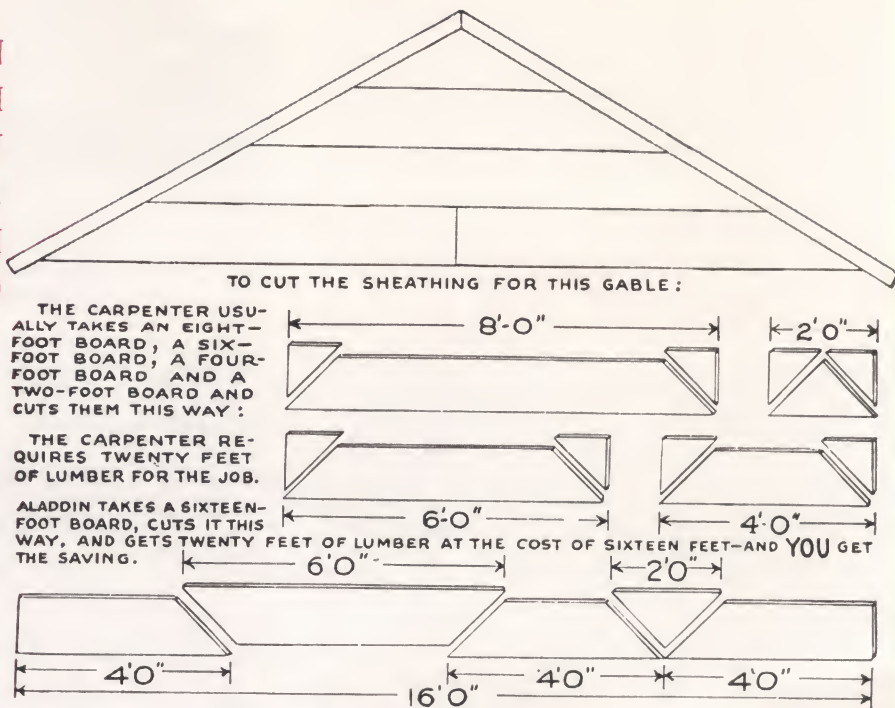 TO CUT THE SHEATHING FOR THIS GABLE:
THE CARPENTER USU-
ALLY TAKES AN EIGHT-
FOOT BOARD, A SIX-
FOOT BOARD, A FOUR-
FOOT BOARD AND A
TWO-FOOT BOARD AND
CUTS THEM THIS WAY:
8'-0"
2'0"
THE CARPENTER RE-
QUIRES TWENTY FEET
OF LUMBER FOR THE JOB.
6'-0"
4'-0"
ALADDIN TAKES A SIXTEEN-
FOOT BOARD, CUTS IT THIS
WAY, AND GETS TWENTY FEET OF LUMBER AT THE COST OF SIXTEEN FEET-AND YOU GET
THE SAVING.
6'0"
2'0"
4'0"
4'0"
4'0"
16'0"